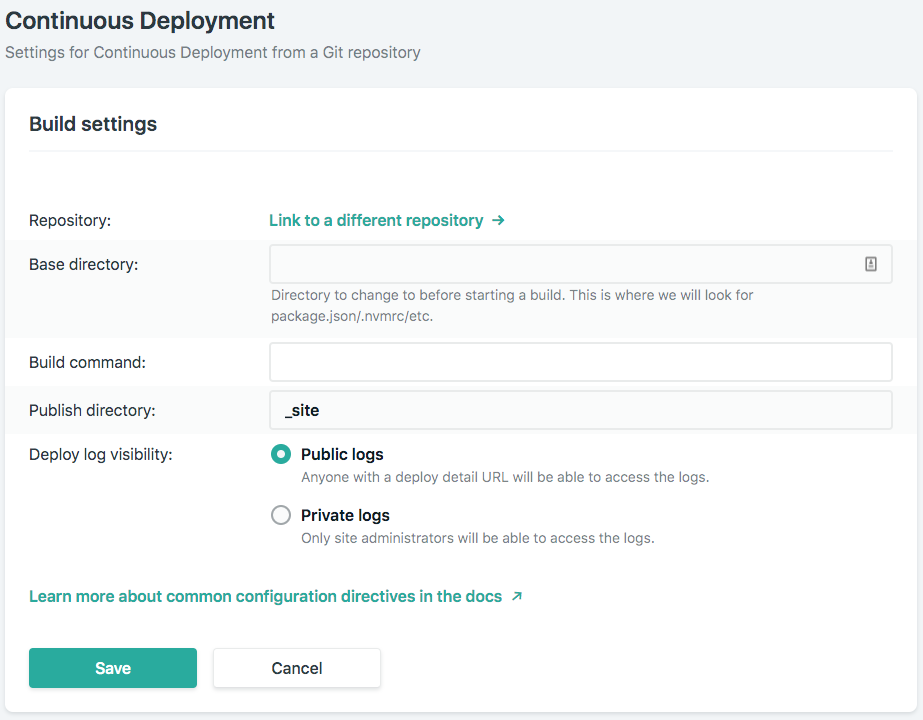 Continuous Deployment
Settings for Continuous Deployment from a Git repository
Build settings
Repository:
Link to a different repository →
Base directory:
Directory to change to before starting a build. This is where we will look for
package.json/.nvmrc/etc.
Build command:
Publish directory:
_site
Deploy log visibility:
Public logs
Anyone with a deploy detail URL will be able to access the logs.
Private logs
Only site administrators will be able to access the logs.
Learn more about common configuration directives in the docs ↗
Save
Cancel